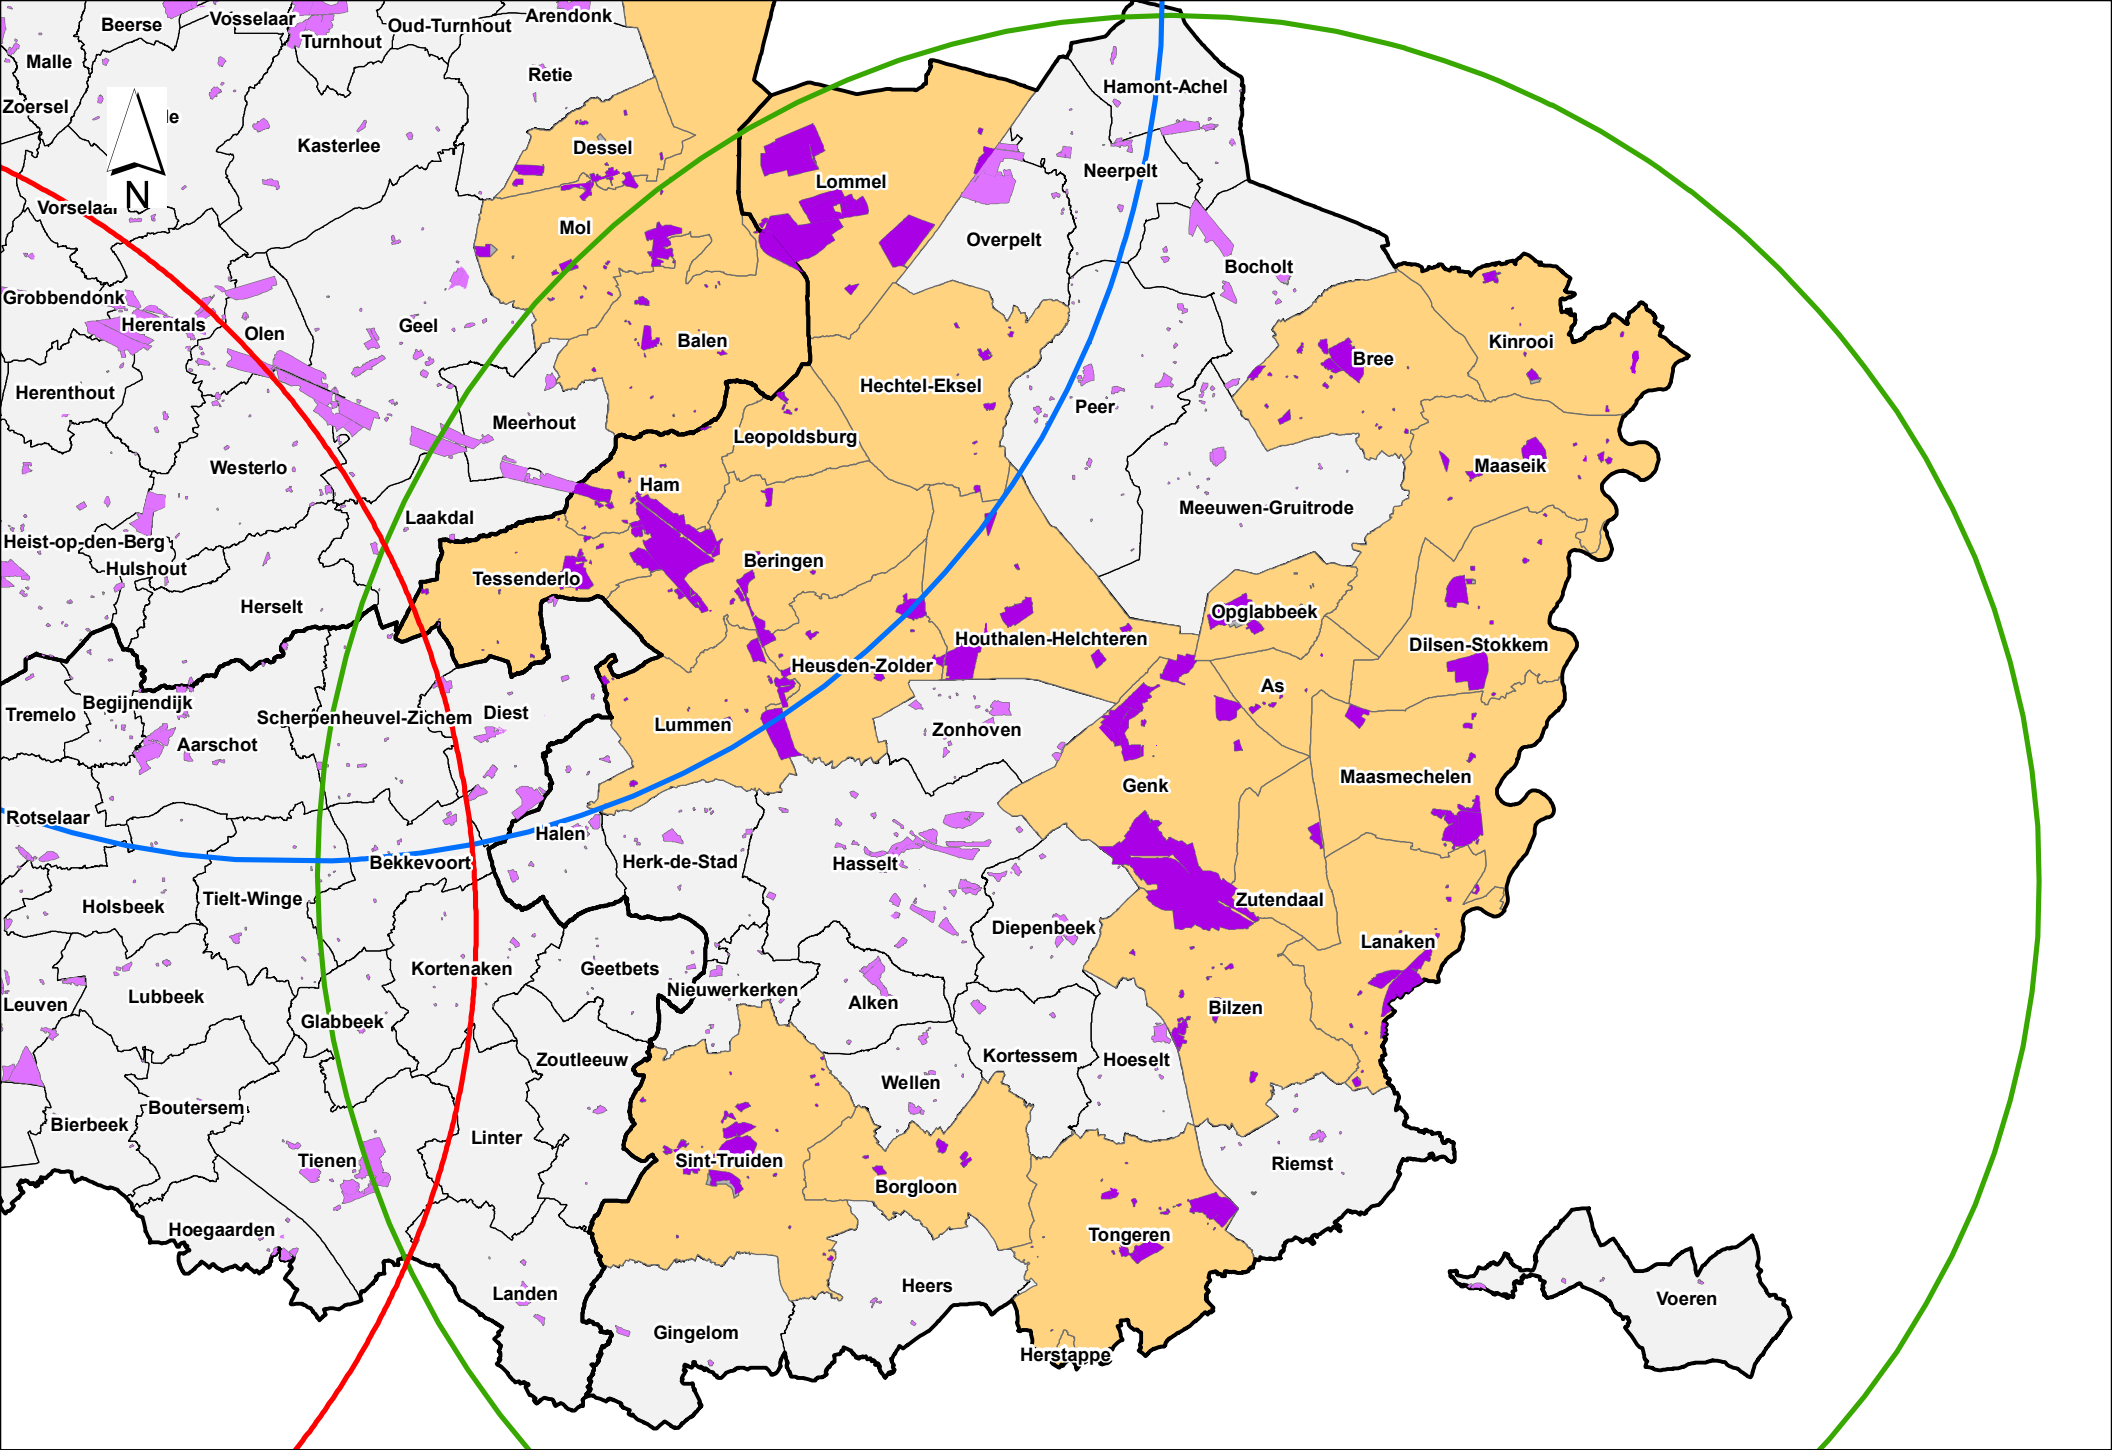 Beerse
Vosselaar
Turnhout
Oud-Turnhout
Arendonk
Malle
Retie
Zoersel
le
Hamont-Achel
Kasterlee
Dessel
Neerpelt
Lommel
N
Vorselaar
Mol
Overpelt
Bocholt
Grobbendonk
Herentals
Olen
Geel
Balen
Kinrooi
Bree
Hechtel-Eksel
Herenthout
Peer
Meerhout
Leopoldsburg
Westerlo
Maaseik
Ham
Meeuwen-Gruitrode
Laakdal
Heist-op-den-Berg
Hulshout
Beringen
Tessenderlo
Herselt
Opglabbeek
Houthalen-Helchteren
Dilsen-Stokkem
Heusden-Zolder
As
Begijnendijk
Tremelo
Scherpenheuvel-Zichem
Diest
Lummen
Zonhoven
Aarschot
Maasmechelen
Genk
Rotselaar
Halen
Bekkevoort
Herk-de-Stad
Hasselt
Holsbeek
Tielt-Winge
Zutendaal
Diepenbeek
Lanaken
Kortenaken
Geetbets
Nieuwerkerken
Lubbeek
Leuven
Alken
Bilzen
Glabbeek
Zoutleeuw
Kortessem
Hoeselt
Wellen
Boutersem
Bierbeek
Linter
Tienen
Sint-Truiden
Riemst
Borgloon
Hoegaarden
Tongeren
Landen
Heers
Voeren
Gingelom
Herstappe